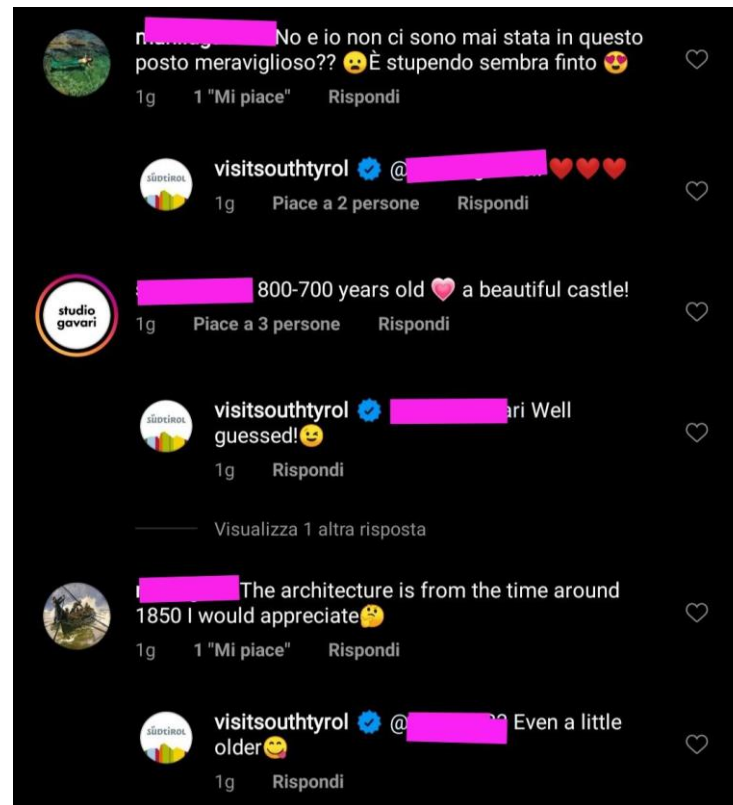 No e io non ci sono mai stata in questo
posto meraviglioso?? 😦È stupendo sembra finto 😍
1g 1 "Mi piace" Rispondi
SÜDTIROL
visitsouthtyrol @ ❤️❤️❤️
1g Piace a 2 persone Rispondi
studio
gavari
800-700 years old 💗 a beautiful castle!
1g Piace a 3 persone Rispondi
SÜDTIROL
visitsouthtyrol ari Well
guessed!😉
1g Rispondi
Visualizza 1 altra risposta
The architecture is from the time around
1850 I would appreciate🤔
1g 1 "Mi piace" Rispondi
SÜDTIROL
visitsouthtyrol @ Even a little
older😋
1g Rispondi